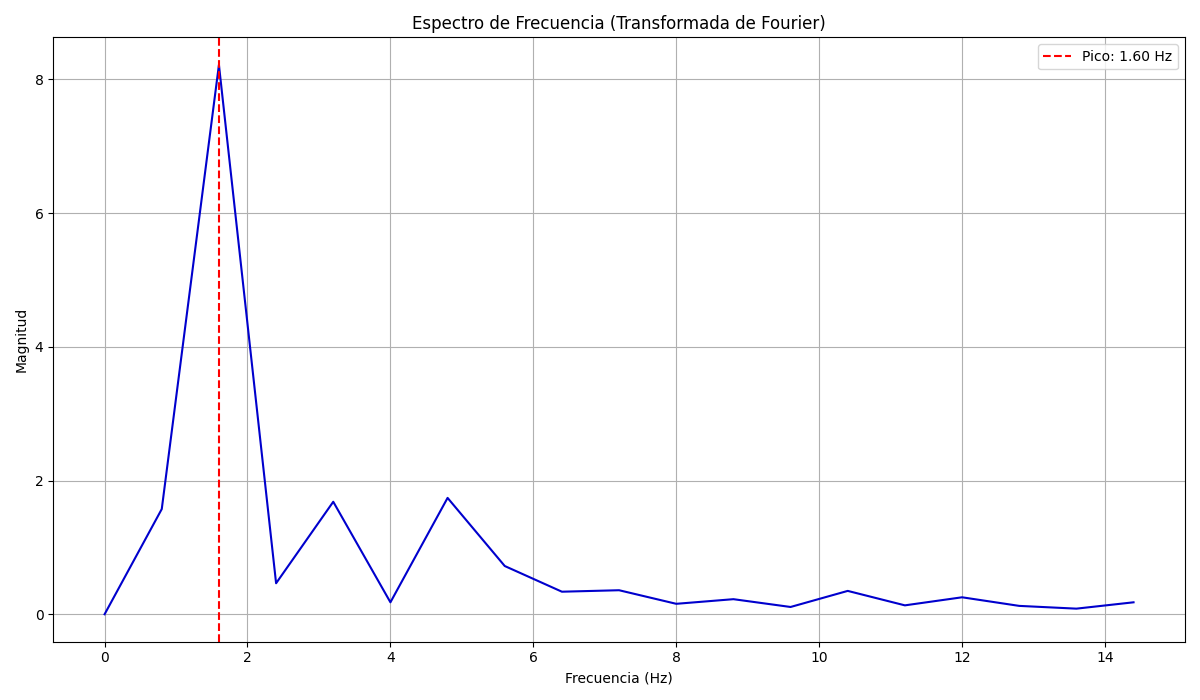 Espectro de Frecuencia (Transformada de Fourier)
Pico: 1.60 Hz
Magnitud
8
6
4
2
0
0 2 4 6 8 10 12 14
Frecuencia (Hz)